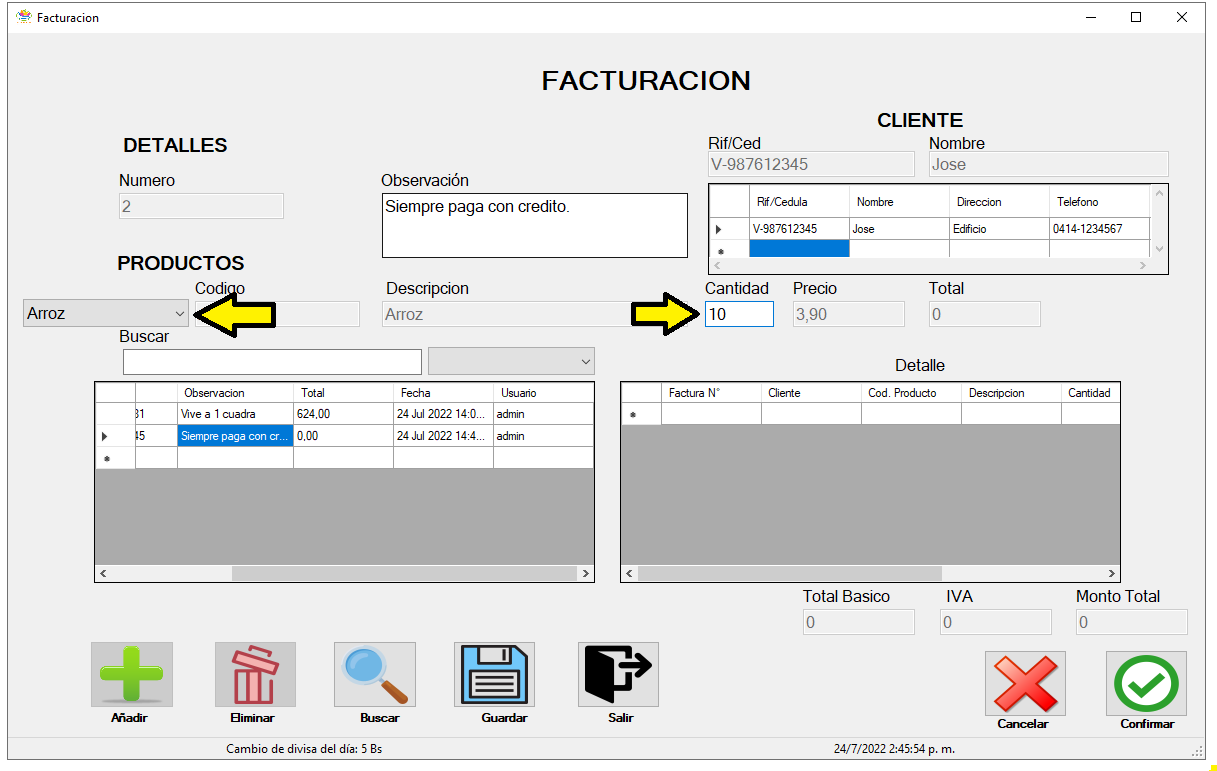 Facturacion
FACTURACION
CLIENTE
DETALLES
Rif/Ced
Nombre
V-987612345
Jose
Numero
Observación
2
Siempre paga con credito.
Rif/Cedula Nombre Direccion Telefono
V-987612345 Jose Edificio 0414-1234567
PRODUCTOS
Codigo
Descripcion
Cantidad
Precio
Total
Arroz
Arroz
10
3,90
0
Buscar
Detalle
Observacion Total Fecha Usuario
31 Vive a 1 cuadra 624,00 24 Jul 2022 14:0... admin
45 Siempre paga con cr... 0,00 24 Jul 2022 14:4... admin
Factura N° Cliente Cod. Producto Descripcion Cantidad
Total Basico
IVA
Monto Total
0
0
0
Añadir
Eliminar
Buscar
Guardar
Salir
Cancelar
Confirmar
Cambio de divisa del día: 5 Bs
24/7/2022 2:45:54 p. m.